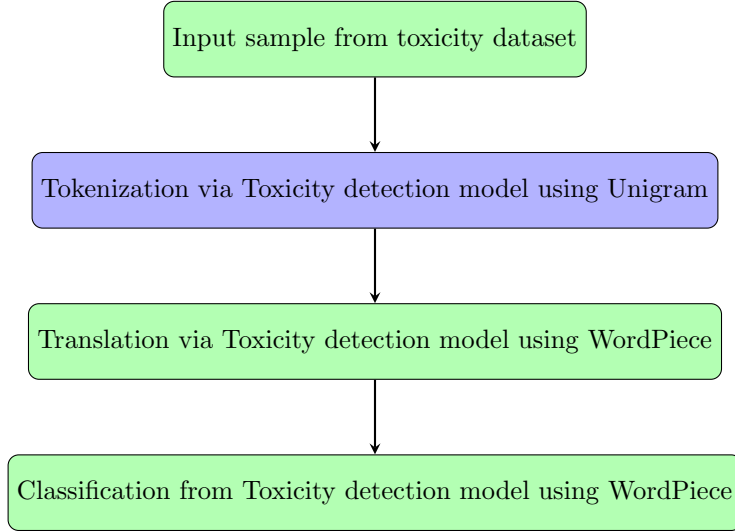 Input sample from toxicity dataset
Tokenization via Toxicity detection model using Unigram
Translation via Toxicity detection model using WordPiece
Classification from Toxicity detection model using WordPiece